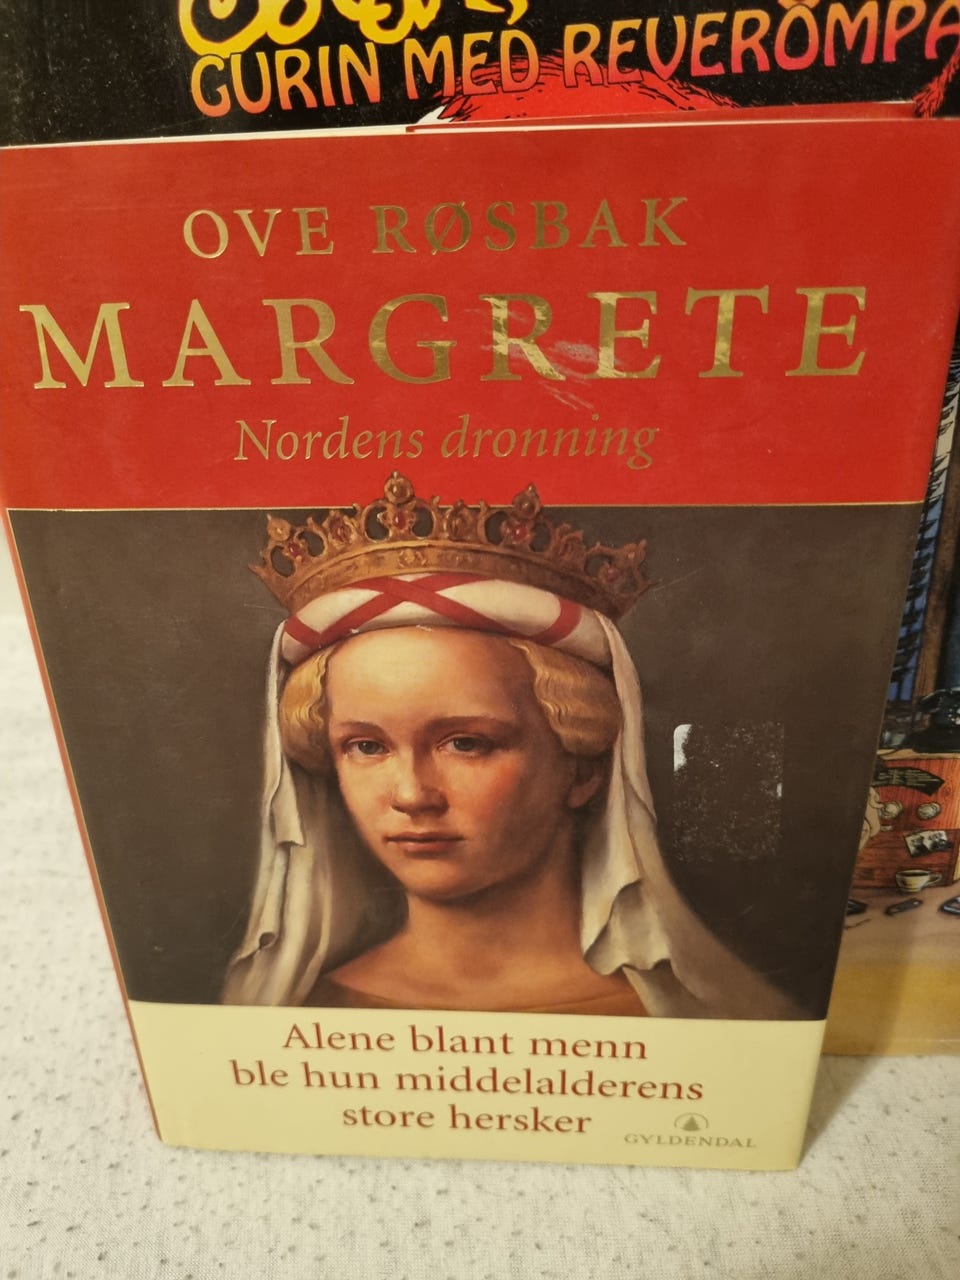 GURIN MED REVERÖMPA
OVE RØSBAK
MARGRETE
Nordens dronning
Alene blant menn
ble hun middelalderens
store hersker
GYLDENDAL